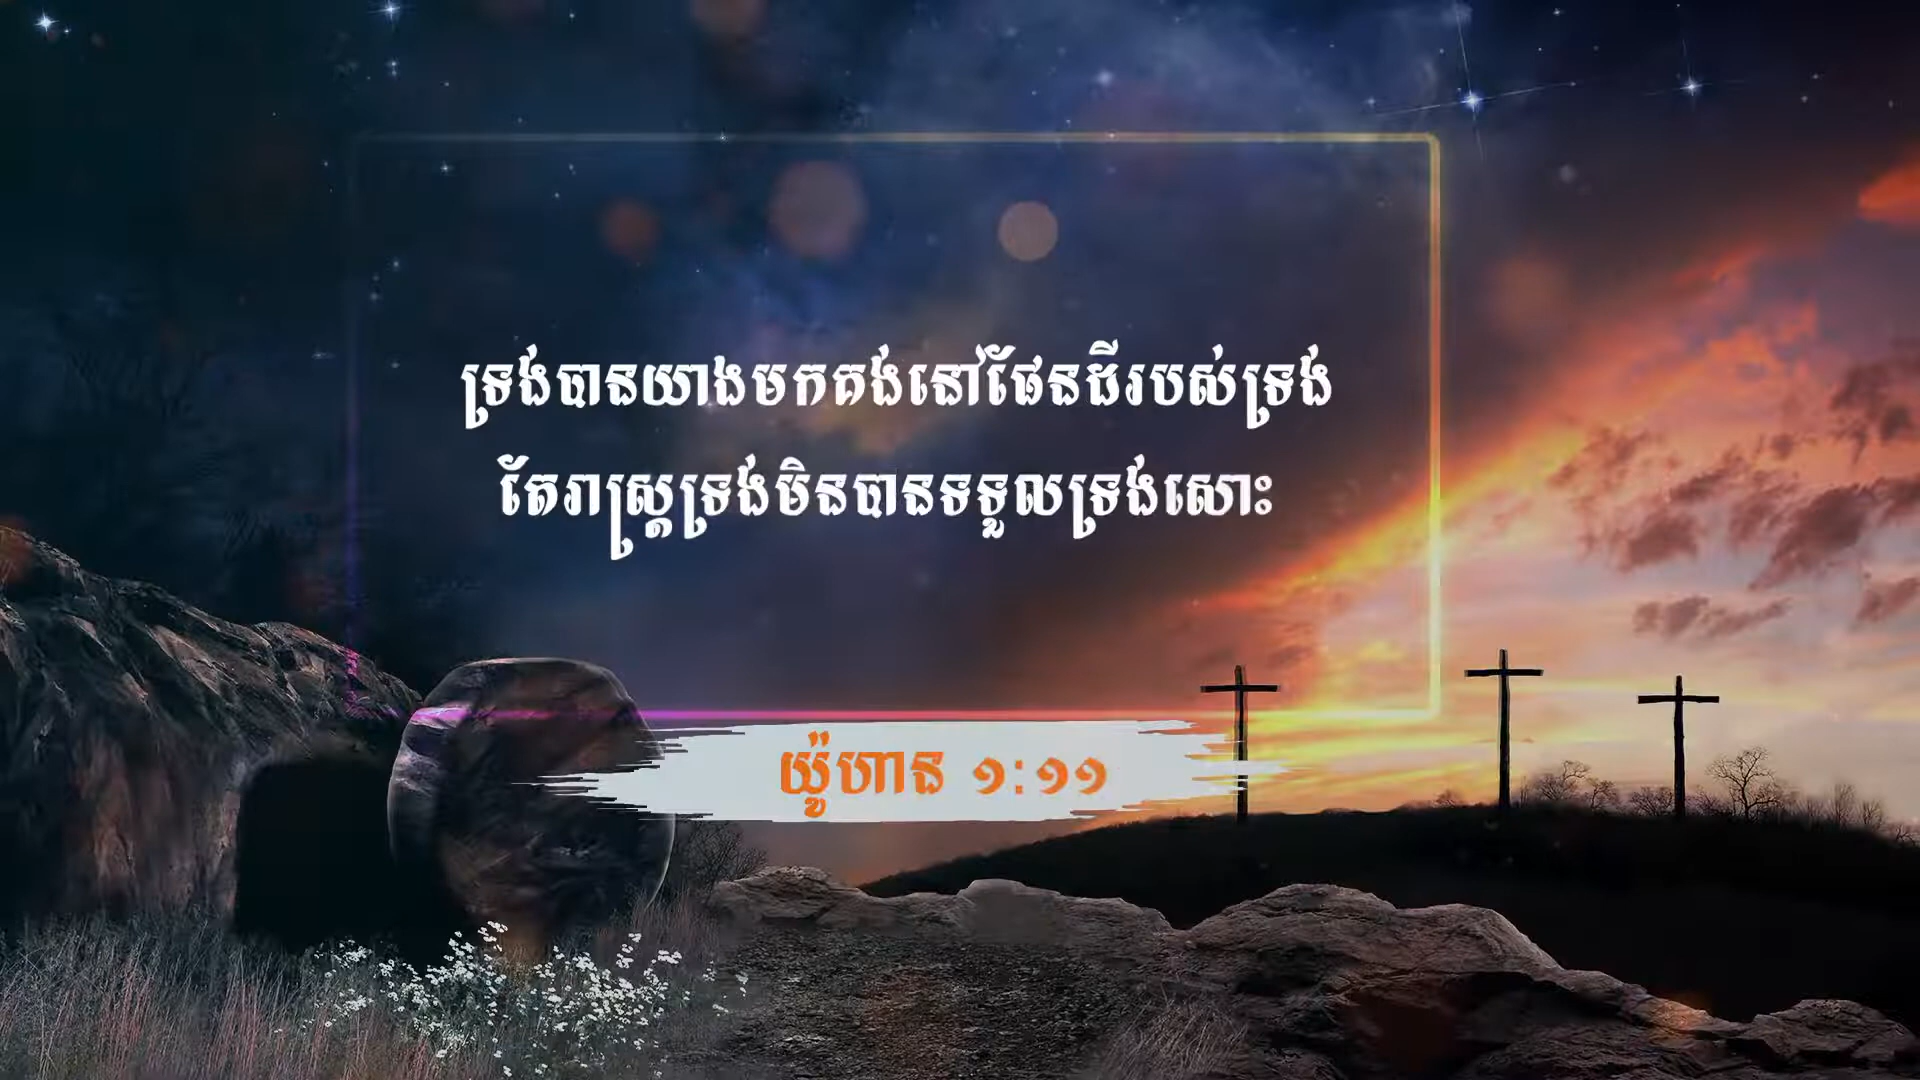 ទ្រង់បានយាងមកគង់នៅផែនដីរបស់ទ្រង់
តែរាស្ត្រទ្រង់មិនបានទទួលទ្រង់សោះ
យ៉ូហាន ១:១១